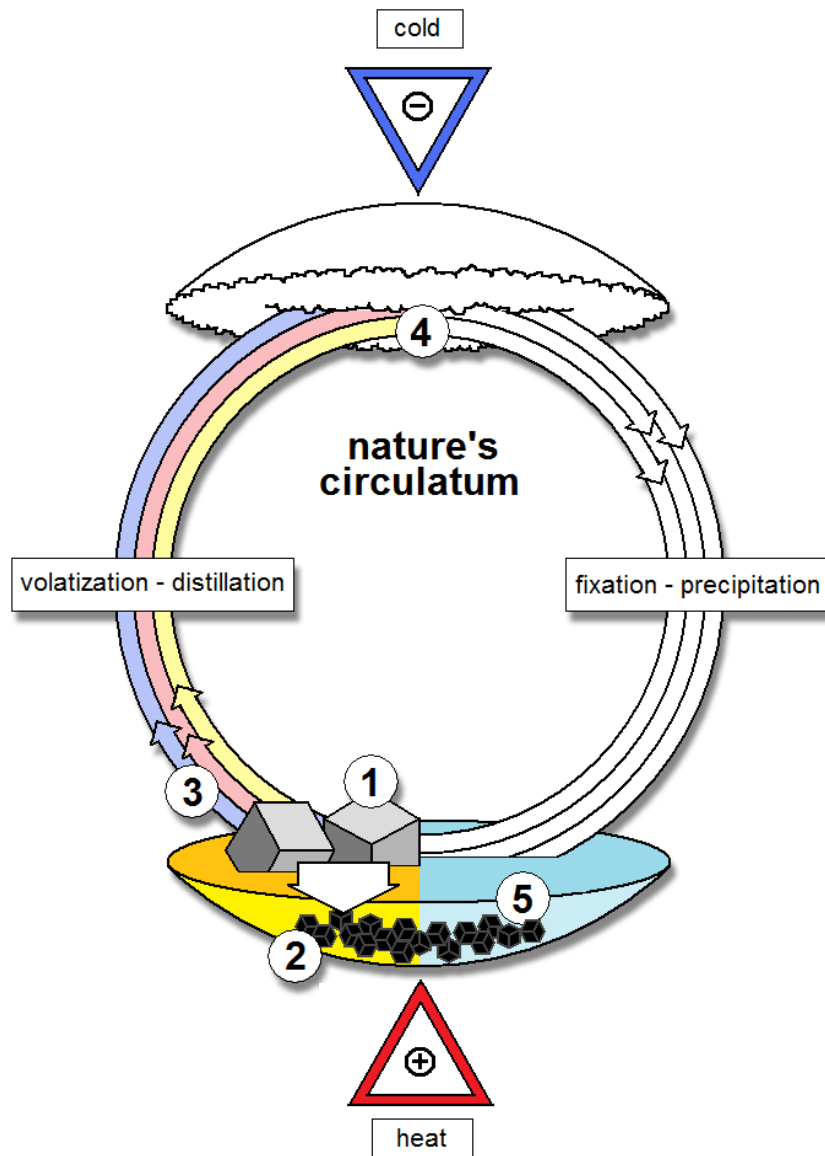 cold
4
nature's
circulatum
volatization - distillation
fixation - precipitation
1
3
5
2
heat